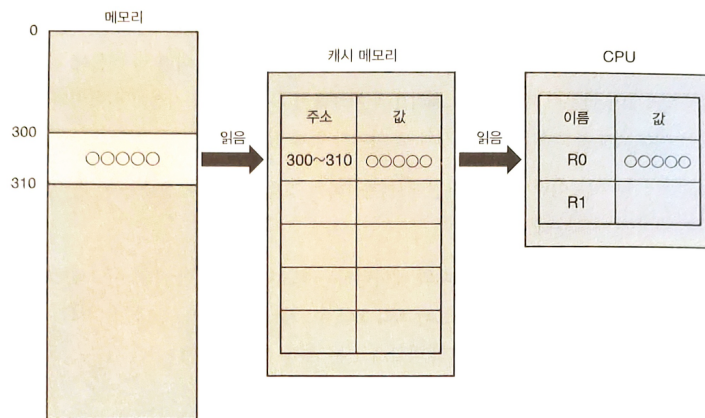 메모리
0
300
310
○○○○○
읽음
캐시 메모리
주소 값
300~310 ○○○○○
읽음
CPU
이름 값
R0 ○○○○○
R1